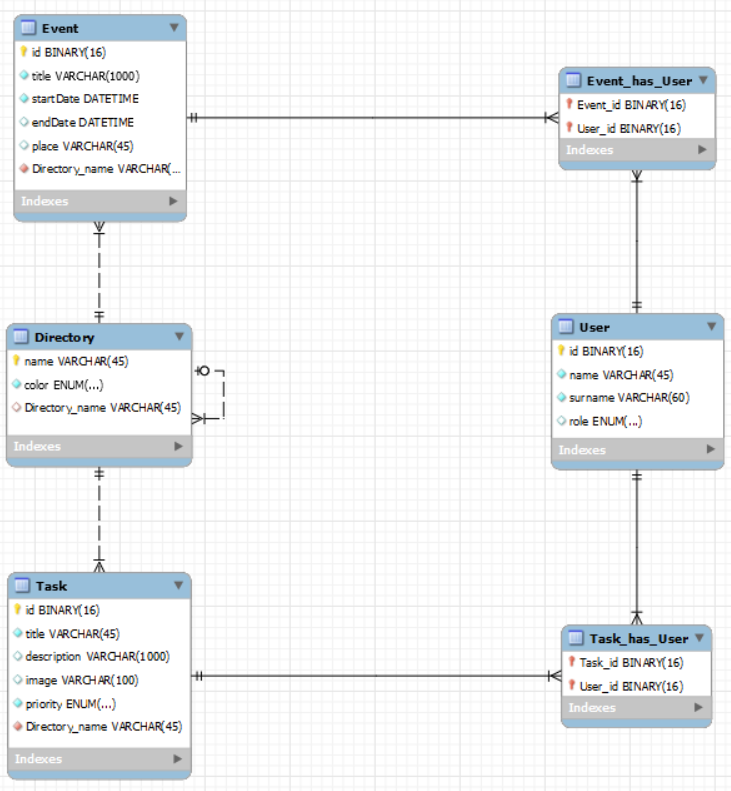 Event
id BINARY(16)
title VARCHAR(1000)
startDate DATETIME
endDate DATETIME
place VARCHAR(45)
Directory_name VARCHAR(...
Indexes
Event_has_User
Event_id BINARY(16)
User_id BINARY(16)
Indexes
Directory
name VARCHAR(45)
color ENUM(...)
Directory_name VARCHAR(45)
Indexes
User
id BINARY(16)
name VARCHAR(45)
surname VARCHAR(60)
role ENUM(...)
Indexes
Task
id BINARY(16)
title VARCHAR(45)
description VARCHAR(1000)
image VARCHAR(100)
priority ENUM(...)
Directory_name VARCHAR(45)
Indexes
Task_has_User
Task_id BINARY(16)
User_id BINARY(16)
Indexes